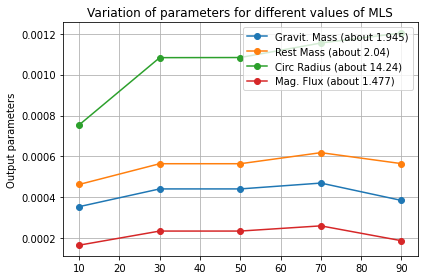 Variation of parameters for different values of MLS
Output parameters
0.0012
0.0010
0.0008
0.0006
0.0004
0.0002
Gravit. Mass (about 1.945)
Rest Mass (about 2.04)
Circ Radius (about 14.24)
Mag. Flux (about 1.477)
10 20 30 40 50 60 70 80 90